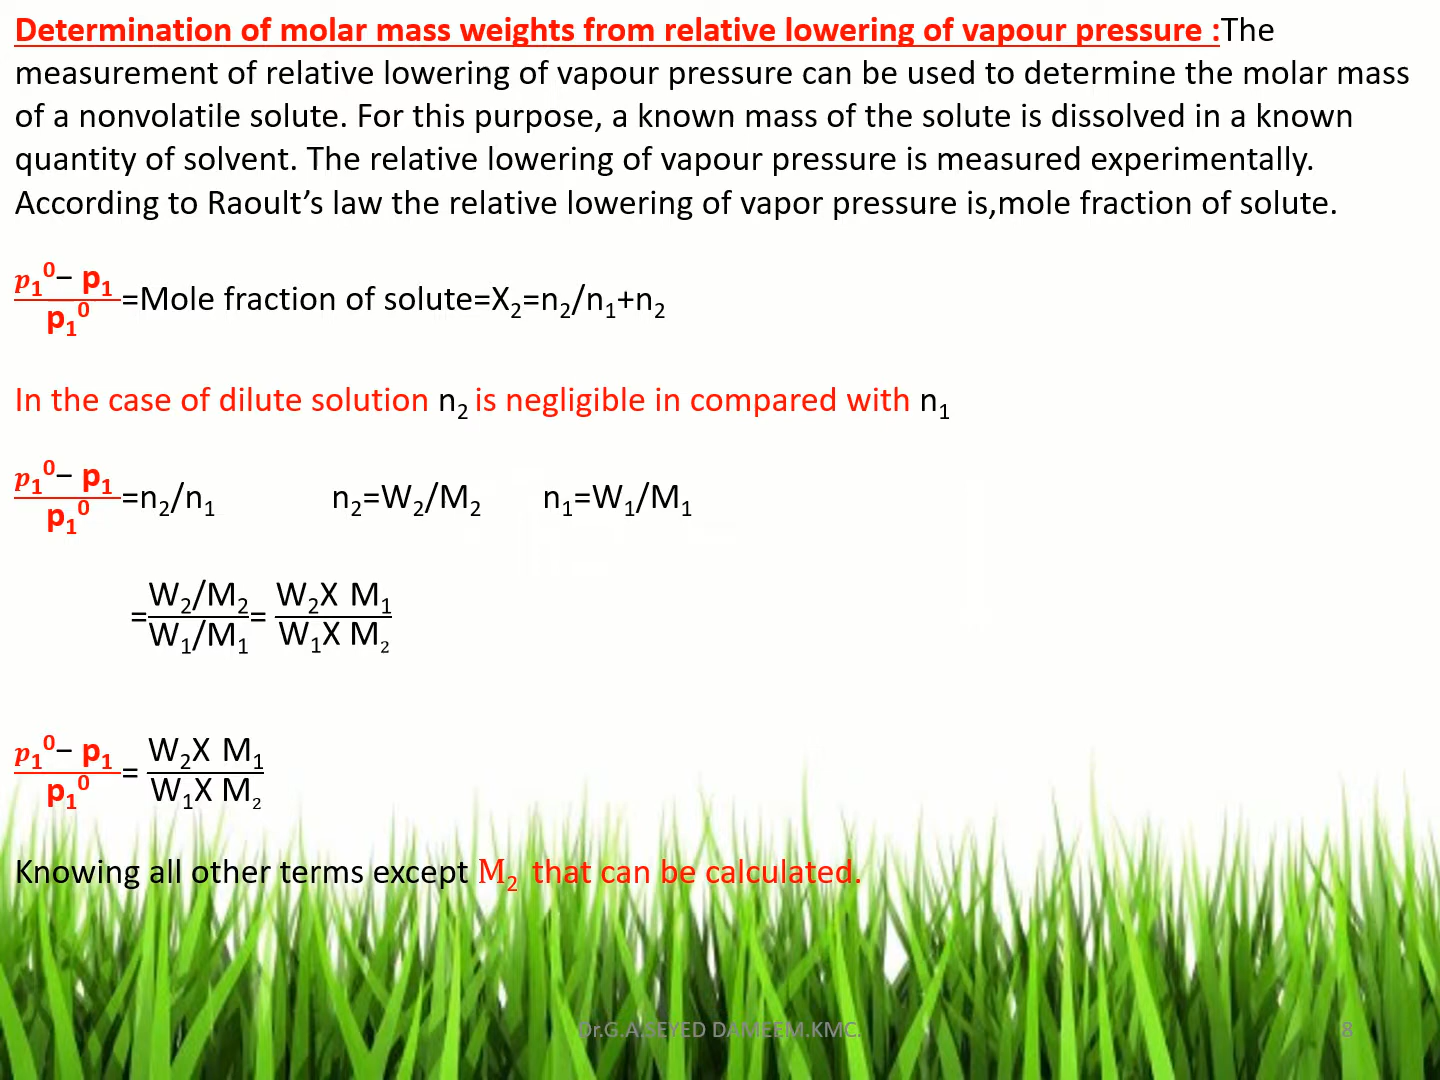 Determination of molar mass weights from relative lowering of vapour pressure :The
measurement of relative lowering of vapour pressure can be used to determine the molar mass
of a nonvolatile solute. For this purpose, a known mass of the solute is dissolved in a known
quantity of solvent. The relative lowering of vapour pressure is measured experimentally.
According to Raoult’s law the relative lowering of vapor pressure is,mole fraction of solute.
p₁⁰− p₁
p₁⁰ =Mole fraction of solute=X₂=n₂/n₁+n₂
In the case of dilute solution n₂ is negligible in compared with n₁
p₁⁰− p₁
p₁⁰ =n₂/n₁ n₂=W₂/M₂ n₁=W₁/M₁
=W₂/M₂= W₂X M₁
W₁/M₁ W₁X M₂
p₁⁰− p₁ = W₂X M₁
p₁⁰ W₁X M₂
Knowing all other terms except M₂ that can be calculated.
Dr.G.A.SEYED DAMEEM.KMC. 8